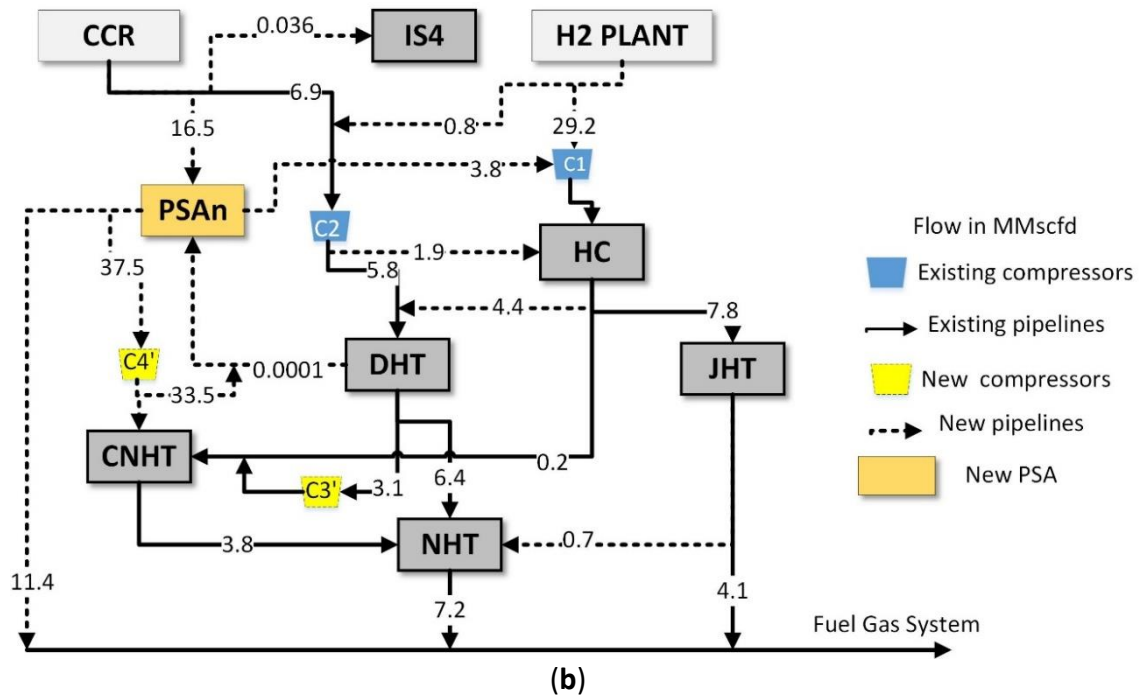 CCR
0.036
IS4
H2 PLANT
6.9
0.8
29.2
16.5
3.8
C1
PSAn
C2
HC
Flow in MMscfd
37.5
1.9
Existing compressors
5.8
4.4
7.8
Existing pipelines
C4'
0.0001
DHT
JHT
New compressors
33.5
New pipelines
CNHT
0.2
C3'
3.1
6.4
New PSA
3.8
NHT
0.7
11.4
7.2
4.1
Fuel Gas System
(b)